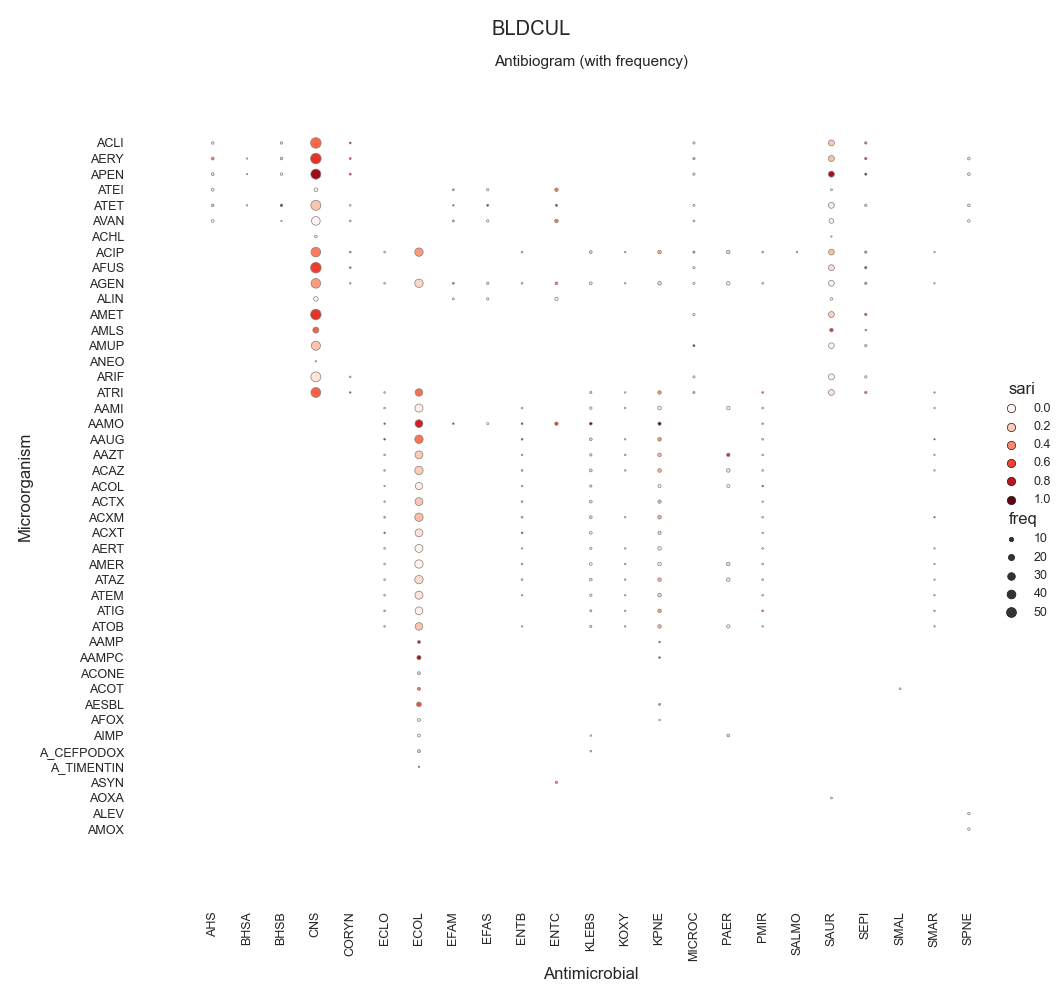 BLDCUL
Antibiogram (with frequency)
Microorganism
ACLI
AERY
APEN
ATEI
ATET
AVAN
ACHL
ACIP
AFUS
AGEN
ALIN
AMET
AMLS
AMUP
ANEO
ARIF
ATRI
AAMI
AAMO
AAUG
AAZT
ACAZ
ACOL
ACTX
ACXM
ACXT
AERT
AMER
ATAZ
ATEM
ATIG
ATOB
AAMP
AAMPC
ACONE
ACOT
AESBL
AFOX
AIMP
A_CEFPODOX
A_TIMENTIN
ASYN
AOXA
ALEV
AMOX
sari
0.0
0.2
0.4
0.6
0.8
1.0
freq
10
20
30
40
50
AHS
BHSA
BHSB
CNS
CORYN
ECLO
ECOL
EFAM
EFAS
ENTB
ENTC
KLEBS
KOXY
KPNE
MICROC
PAER
PMIR
SALMO
SAUR
SEPI
SMAL
SMAR
SPNE
Antimicrobial